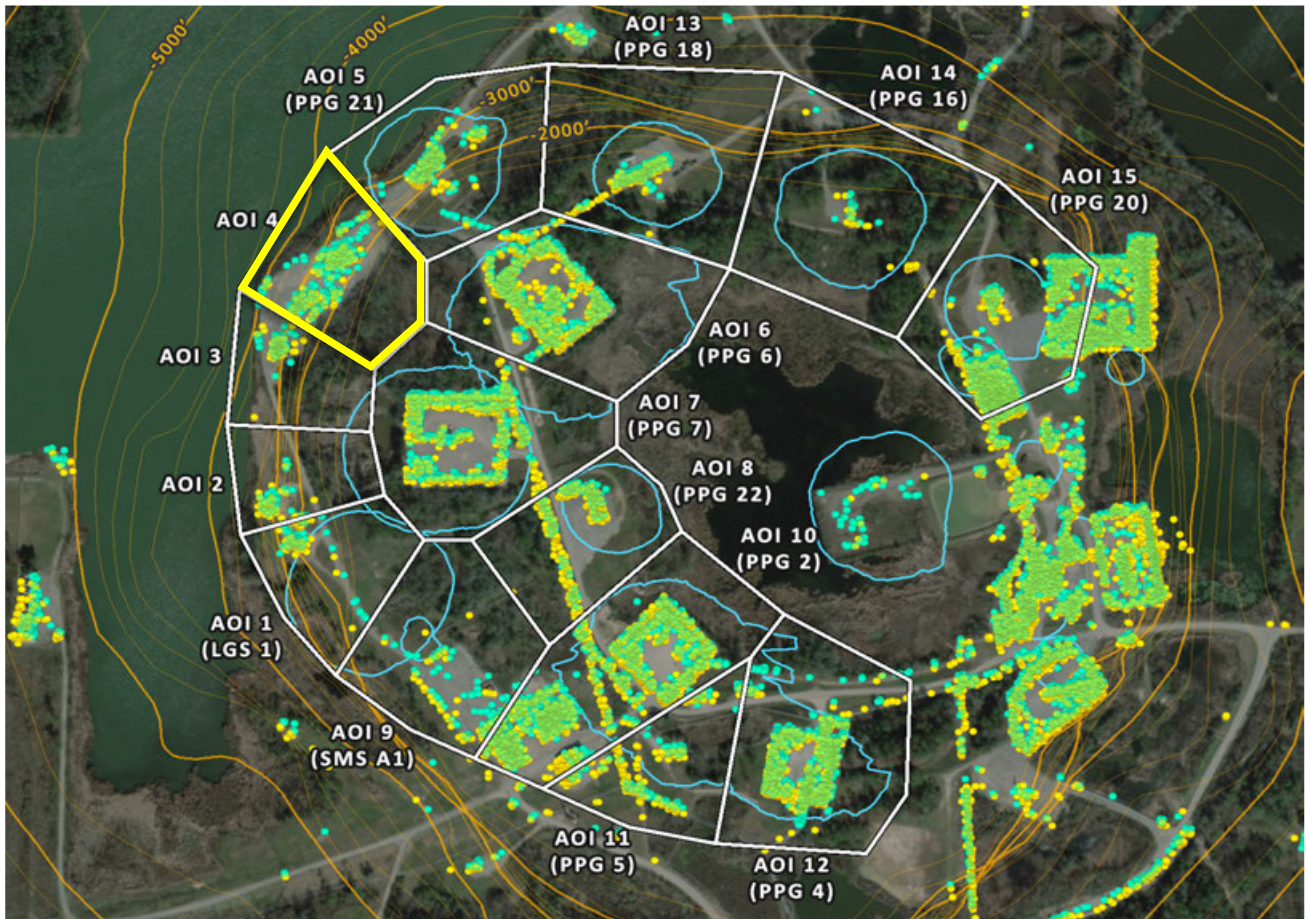 -5000'
-4000'
AOI 13
(PPG 18)
AOI 5
(PPG 21)
AOI 14
(PPG 16)
-3000'
-2000'
AOI 15
(PPG 20)
AOI 4
AOI 3
AOI 6
(PPG 6)
AOI 7
(PPG 7)
AOI 2
AOI 8
(PPG 22)
AOI 10
(PPG 2)
AOI 1
(LGS 1)
AOI 9
(SMS A1)
AOI 11
(PPG 5)
AOI 12
(PPG 4)